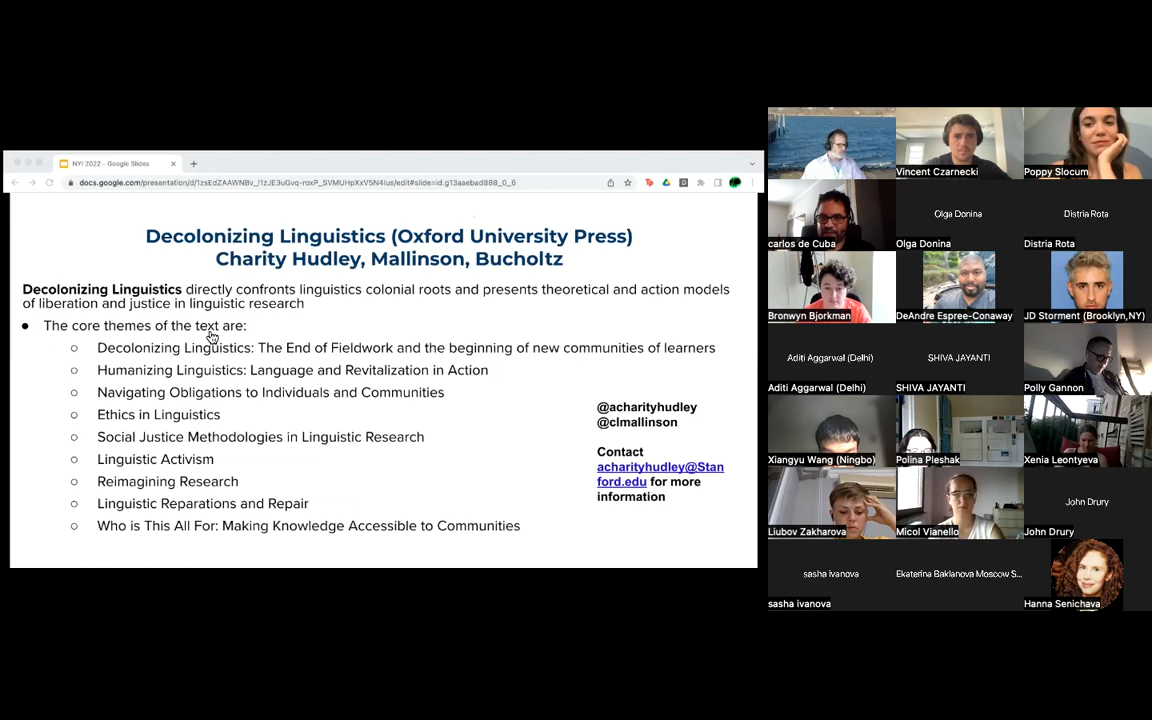 NYI 2022 - Google Slides
docs.google.com/presentation/d/1zsEdZAAWNBv_l1zJE3uGvq-roxP_SVMUHpXxV5N4Ius/edit#slide=id.g13aaebad888_0_6
Decolonizing Linguistics (Oxford University Press)
Charity Hudley, Mallinson, Bucholtz
Decolonizing Linguistics directly confronts linguistics colonial roots and presents theoretical and action models
of liberation and justice in linguistic research
● The core themes of the text are:
○ Decolonizing Linguistics: The End of Fieldwork and the beginning of new communities of learners
○ Humanizing Linguistics: Language and Revitalization in Action
○ Navigating Obligations to Individuals and Communities
○ Ethics in Linguistics
○ Social Justice Methodologies in Linguistic Research
○ Linguistic Activism
○ Reimagining Research
○ Linguistic Reparations and Repair
○ Who is This All For: Making Knowledge Accessible to Communities
@acharityhudley
@clmallinson
Contact
acharityhudley@Stan
ford.edu for more
information
Vincent Czarnecki
Poppy Slocum
carlos de Cuba
Olga Donina
Olga Donina
Distria Rota
Distria Rota
Bronwyn Bjorkman
DeAndre Espree-Conaway
JD Storment (Brooklyn,NY)
Aditi Aggarwal (Delhi)
Aditi Aggarwal (Delhi)
SHIVA JAYANTI
SHIVA JAYANTI
Polly Gannon
Xiangyu Wang (Ningbo)
Polina Pleshak
Xenia Leontyeva
Liubov Zakharova
Micol Vianello
John Drury
John Drury
sasha ivanova
sasha ivanova
Ekaterina Baklanova Moscow S...
Hanna Senichava